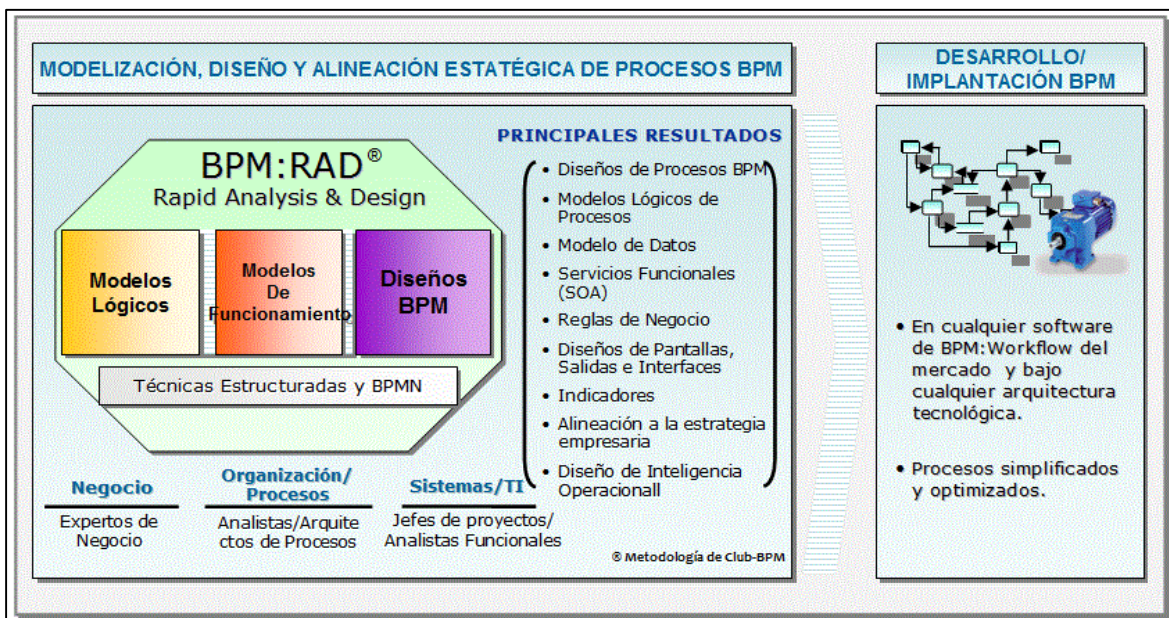 MODELIZACIÓN, DISEÑO Y ALINEACIÓN ESTATÉGICA DE PROCESOS BPM
BPM:RAD®
Rapid Analysis & Design
Modelos
Lógicos
Modelos
De
Funcionamiento
Diseños
BPM
Técnicas Estructuradas y BPMN
Negocio
Expertos de
Negocio
Organización/
Procesos
Analistas/Arquite
ctos de Procesos
Sistemas/TI
Jefes de proyectos/
Analistas Funcionales
PRINCIPALES RESULTADOS
• Diseños de Procesos BPM
• Modelos Lógicos de
Procesos
• Modelo de Datos
• Servicios Funcionales
(SOA)
• Reglas de Negocio
• Diseños de Pantallas,
Salidas e Interfaces
• Indicadores
• Alineación a la estrategia
empresaria
• Diseño de Inteligencia
Operacionall
® Metodología de Club-BPM
DESARROLLO/
IMPLANTACIÓN BPM
• En cualquier software
de BPM:Workflow del
mercado y bajo
cualquier arquitectura
tecnológica.
• Procesos simplificados
y optimizados.